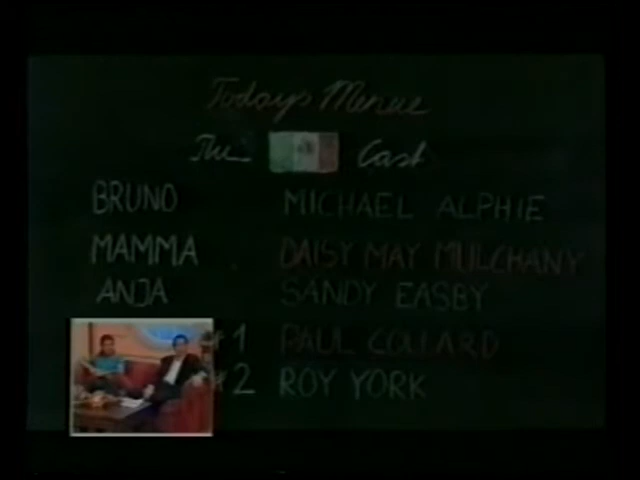 Todays Menue
The Cast
BRUNO MICHAEL ALPHIE
MAMMA DAISY MAY MULCHANY
ANJA SANDY EASBY
#1 PAUL COLLARD
#2 ROY YORK